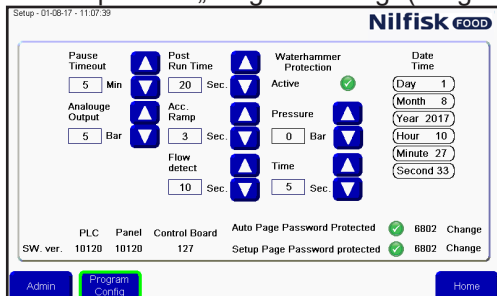 Setup - 01-08-17 - 11:07:39
Nilfisk FOOD
Pause Timeout
5 Min
Analouge Output
5 Bar
Post Run Time
20 Sec.
Acc. Ramp
3 Sec.
Flow detect
10 Sec.
Waterhammer Protection
Active
Pressure
0 Bar
Time
5 Sec.
Date Time
Day 1
Month 8
Year 2017
Hour 10
Minute 27
Second 33
PLC Panel Control Board
SW. ver. 10120 10120 127
Auto Page Password Protected 6802 Change
Setup Page Password protected 6802 Change
Admin
Program Config
Home